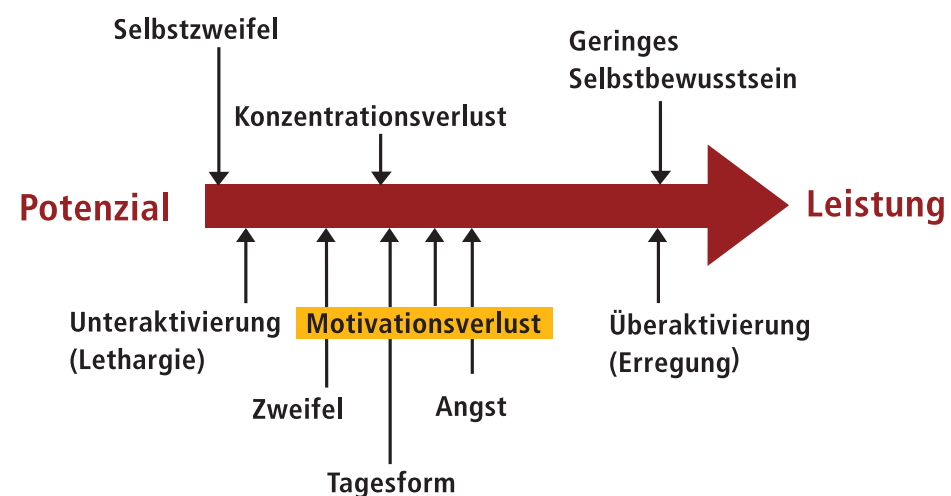 Selbstzweifel
Geringes
Selbstbewusstsein
Konzentrationsverlust
Potenzial
Leistung
Unteraktivierung
(Lethargie)
Motivationsverlust
Überaktivierung
(Erregung)
Zweifel
Angst
Tagesform